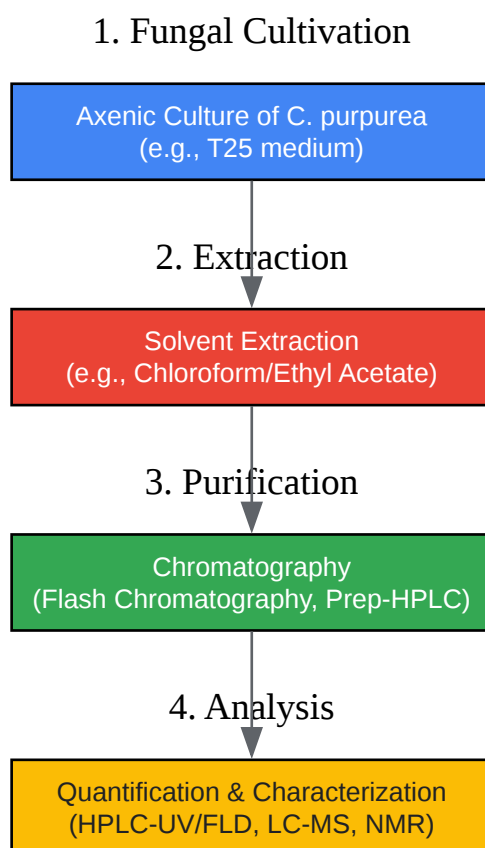 1. Fungal Cultivation
Axenic Culture of C. purpurea
(e.g., T25 medium)
2. Extraction
Solvent Extraction
(e.g., Chloroform/Ethyl Acetate)
3. Purification
Chromatography
(Flash Chromatography, Prep-HPLC)
4. Analysis
Quantification & Characterization
(HPLC-UV/FLD, LC-MS, NMR)